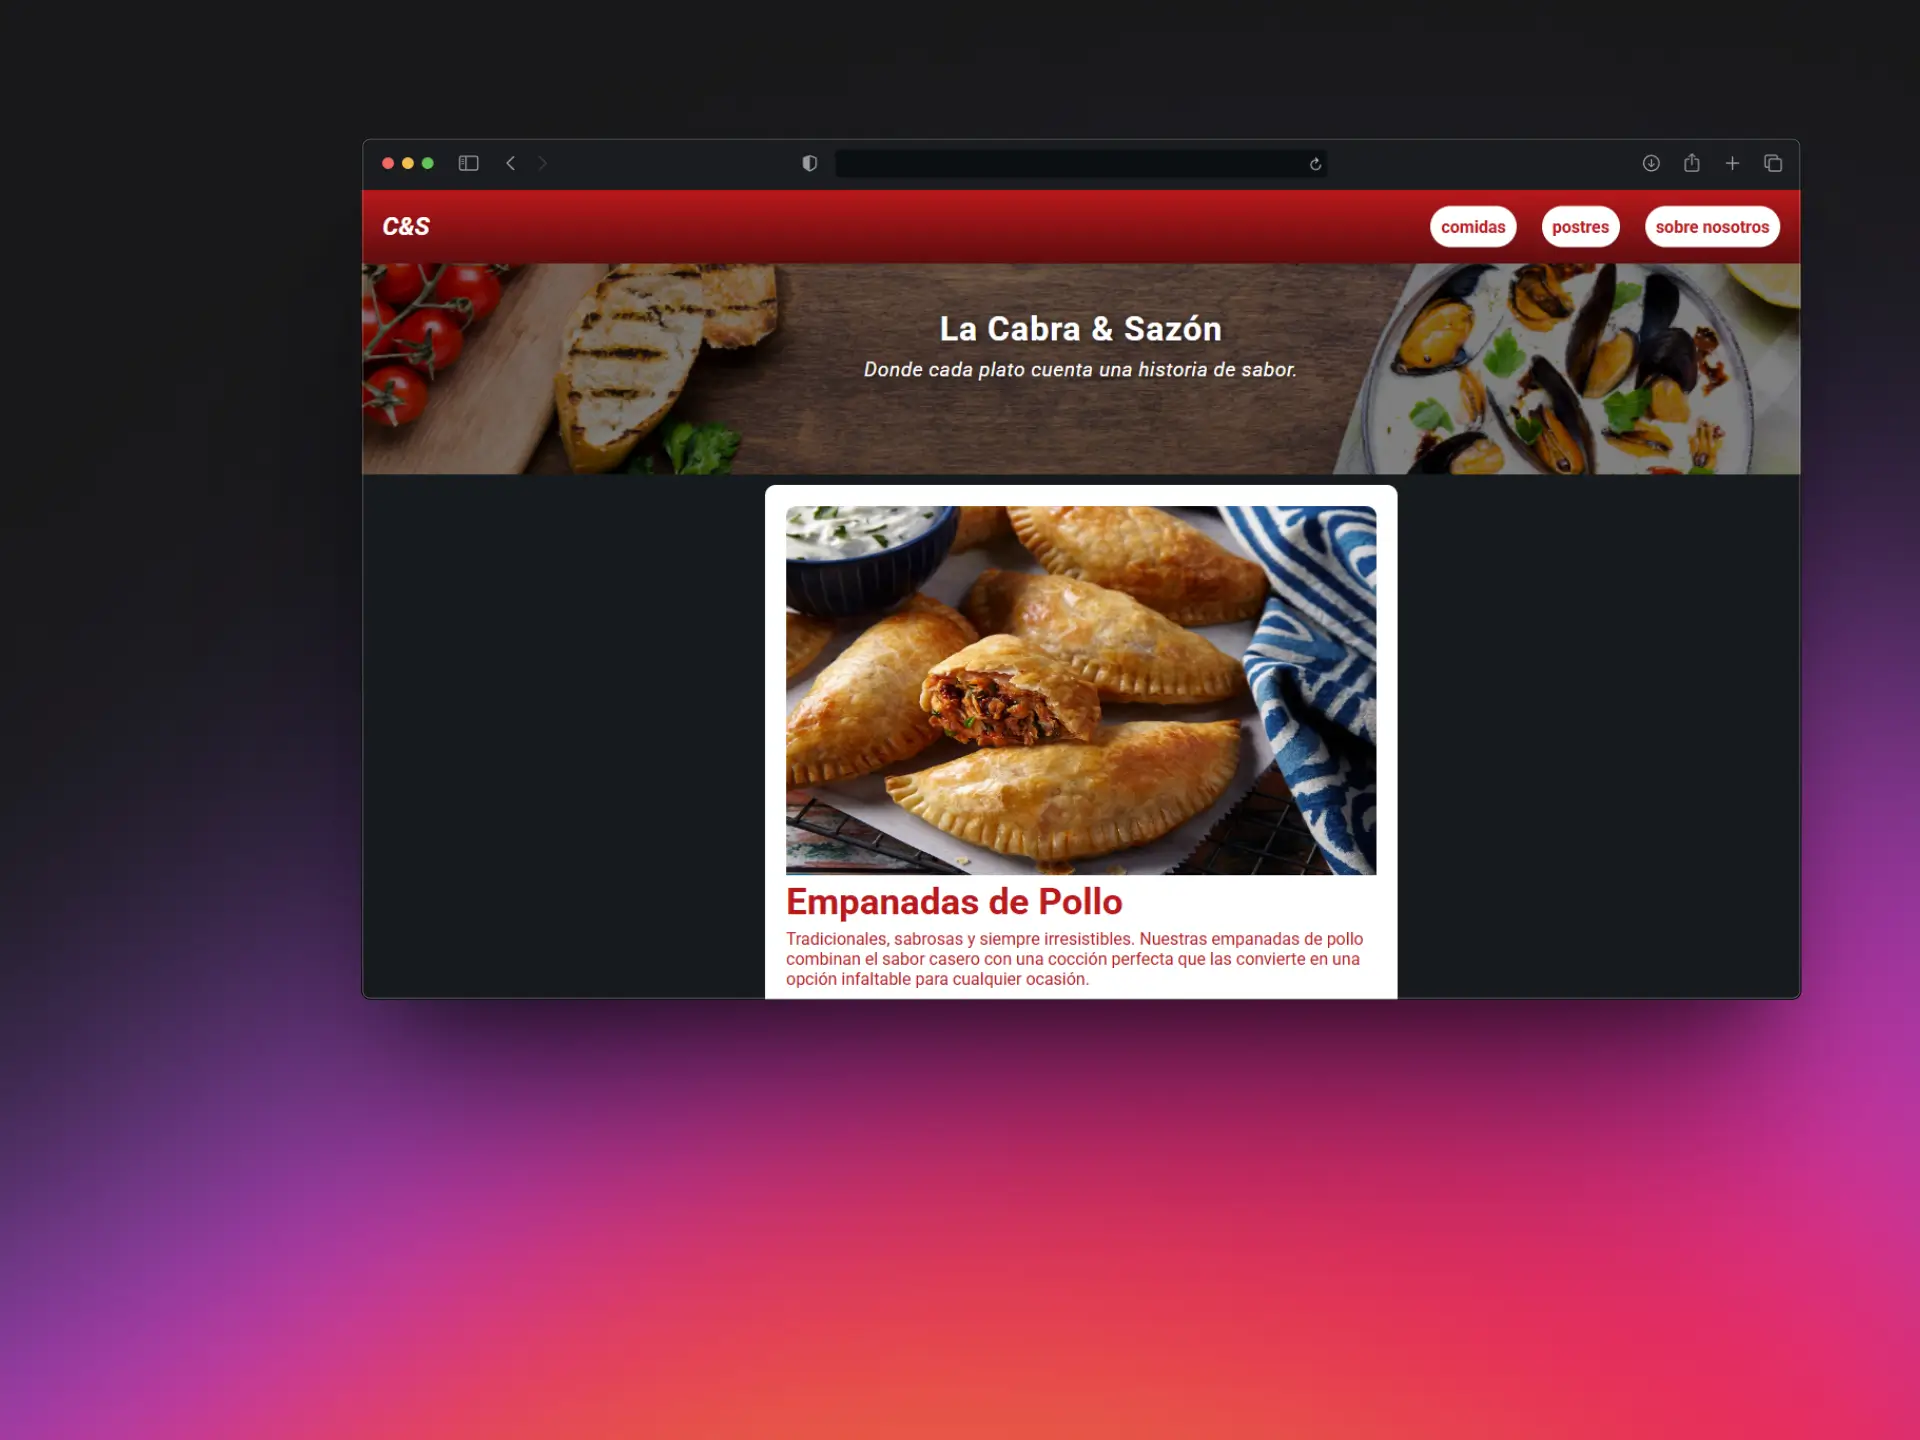 C&S
comidas
postres
sobre nosotros
La Cabra & Sazón
Donde cada plato cuenta una historia de sabor.
Empanadas de Pollo
Tradicionales, sabrosas y siempre irresistibles. Nuestras empanadas de pollo
combinan el sabor casero con una cocción perfecta que las convierte en una
opción infaltable para cualquier ocasión.